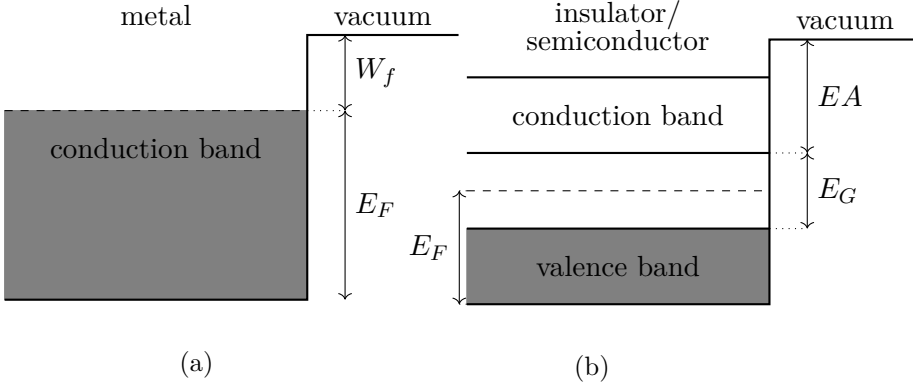 metal
vacuum
W_f
conduction band
E_F
(a)
insulator/
semiconductor
vacuum
EA
conduction band
E_G
E_F
valence band
(b)